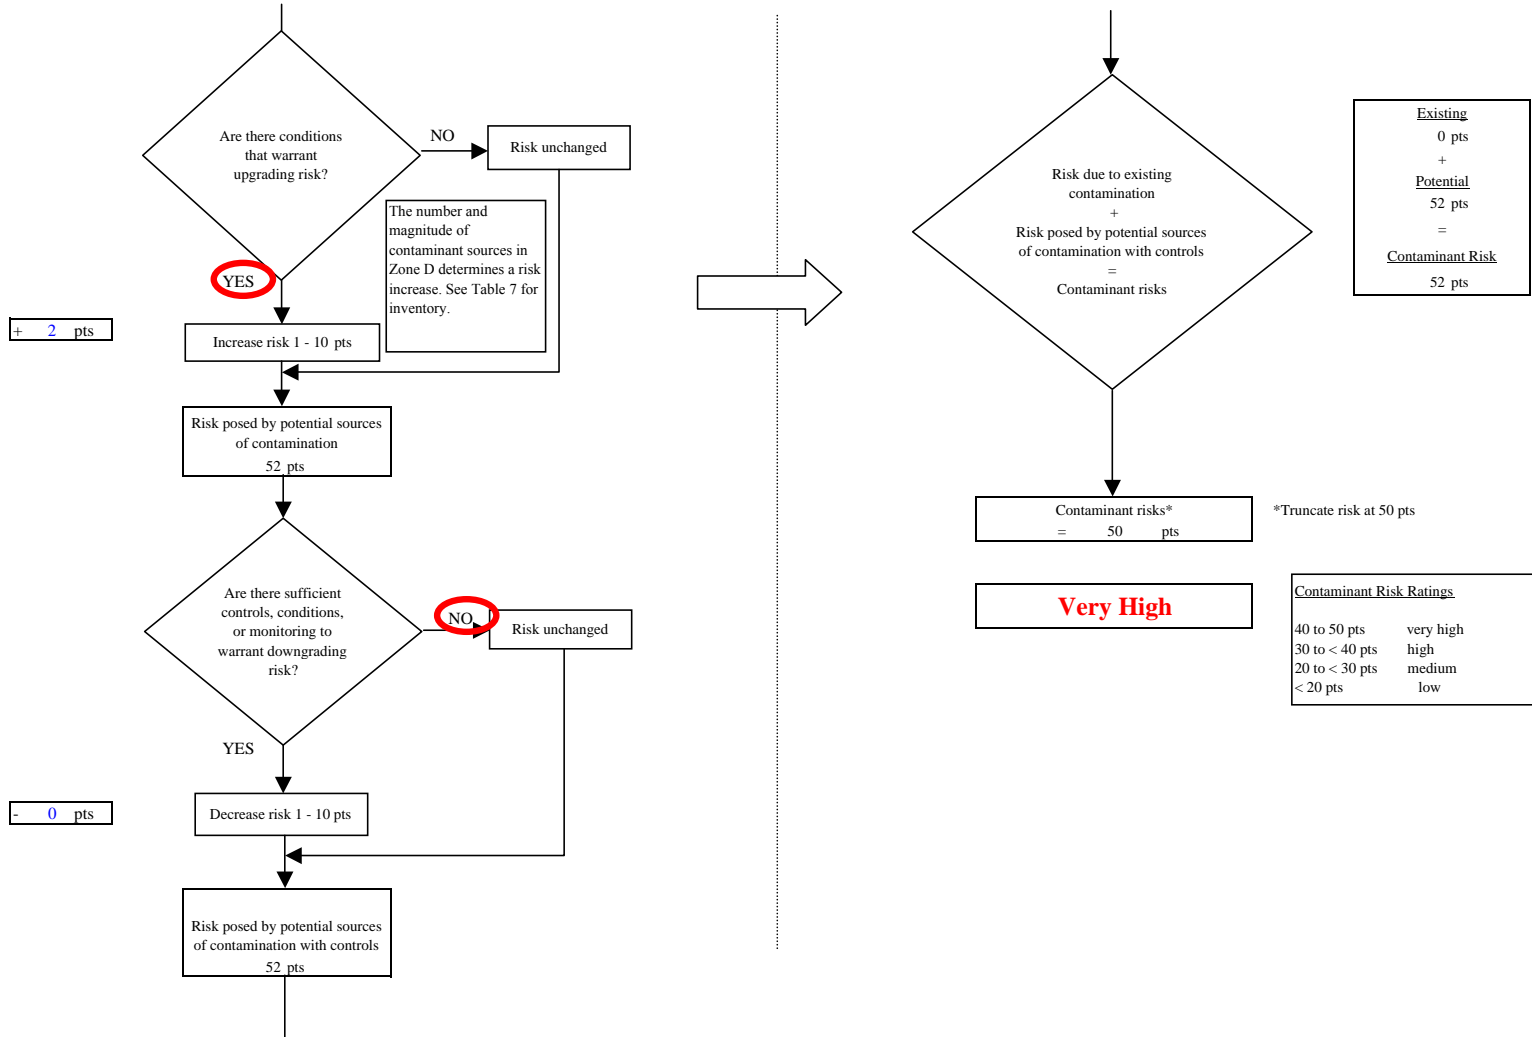 Are there conditions
that warrant
upgrading risk?
NO
Risk unchanged
The number and
magnitude of
contaminant sources in
Zone D determines a risk
increase. See Table 7 for
inventory.
YES
+ 2 pts
Increase risk 1 - 10 pts
Risk posed by potential sources
of contamination
52 pts
Are there sufficient
controls, conditions,
or monitoring to
warrant downgrading
risk?
NO
Risk unchanged
YES
- 0 pts
Decrease risk 1 - 10 pts
Risk posed by potential sources
of contamination with controls
52 pts
Risk due to existing
contamination
+
Risk posed by potential sources
of contamination with controls
=
Contaminant risks
Existing
0 pts
+
Potential
52 pts
=
Contaminant Risk
52 pts
Contaminant risks*
= 50 pts
*Truncate risk at 50 pts
Very High
Contaminant Risk Ratings
40 to 50 pts very high
30 to < 40 pts high
20 to < 30 pts medium
< 20 pts low